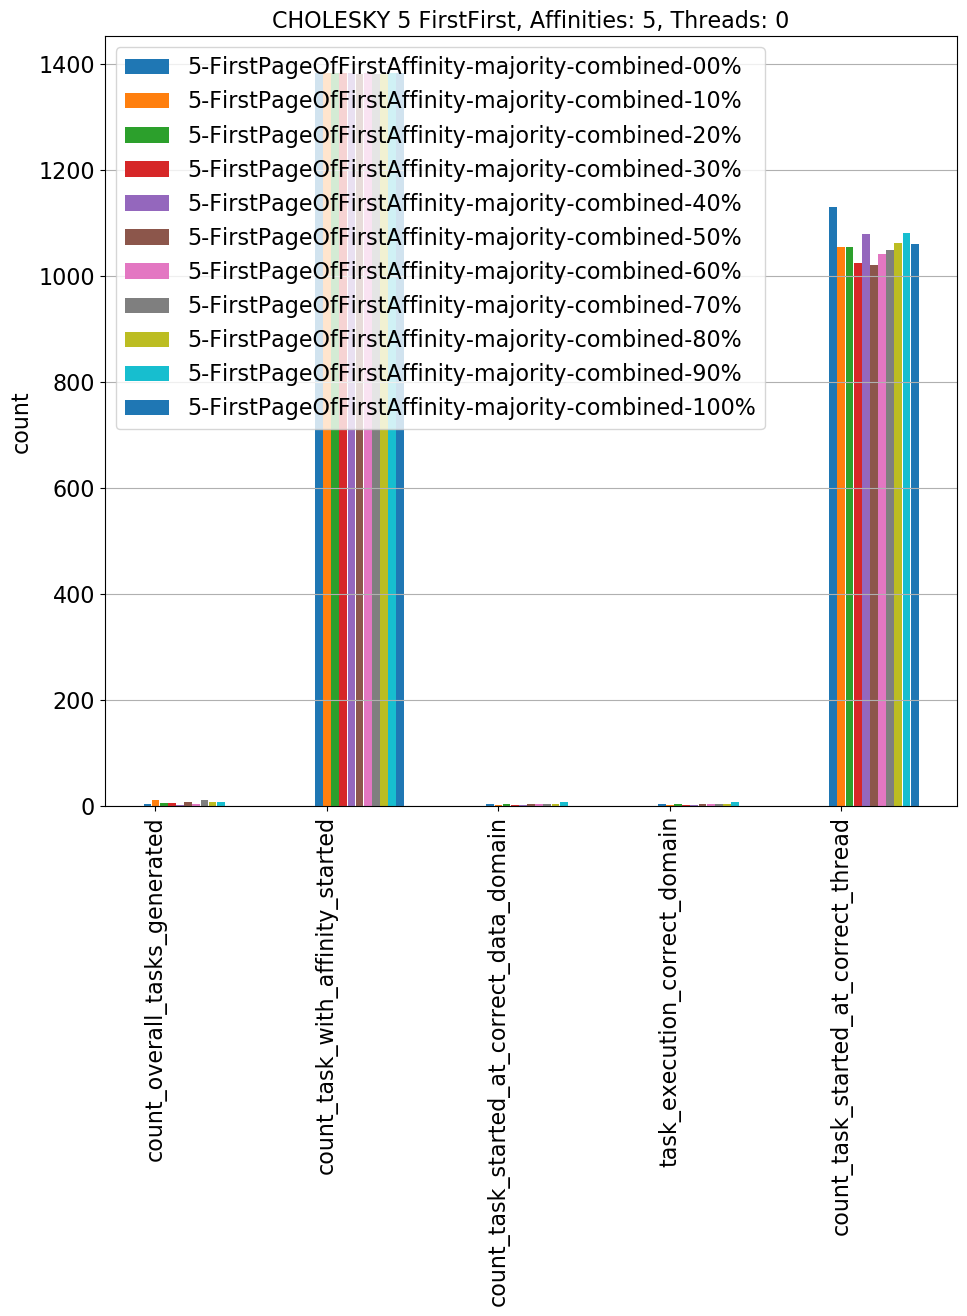 CHOLESKY 5 FirstFirst, Affinities: 5, Threads: 0
1400
1200
1000
800
600
400
200
0
count
5-FirstPageOfFirstAffinity-majority-combined-00%
5-FirstPageOfFirstAffinity-majority-combined-10%
5-FirstPageOfFirstAffinity-majority-combined-20%
5-FirstPageOfFirstAffinity-majority-combined-30%
5-FirstPageOfFirstAffinity-majority-combined-40%
5-FirstPageOfFirstAffinity-majority-combined-50%
5-FirstPageOfFirstAffinity-majority-combined-60%
5-FirstPageOfFirstAffinity-majority-combined-70%
5-FirstPageOfFirstAffinity-majority-combined-80%
5-FirstPageOfFirstAffinity-majority-combined-90%
5-FirstPageOfFirstAffinity-majority-combined-100%
count_overall_tasks_generated
count_task_with_affinity_started
count_task_started_at_correct_data_domain
task_execution_correct_domain
count_task_started_at_correct_thread